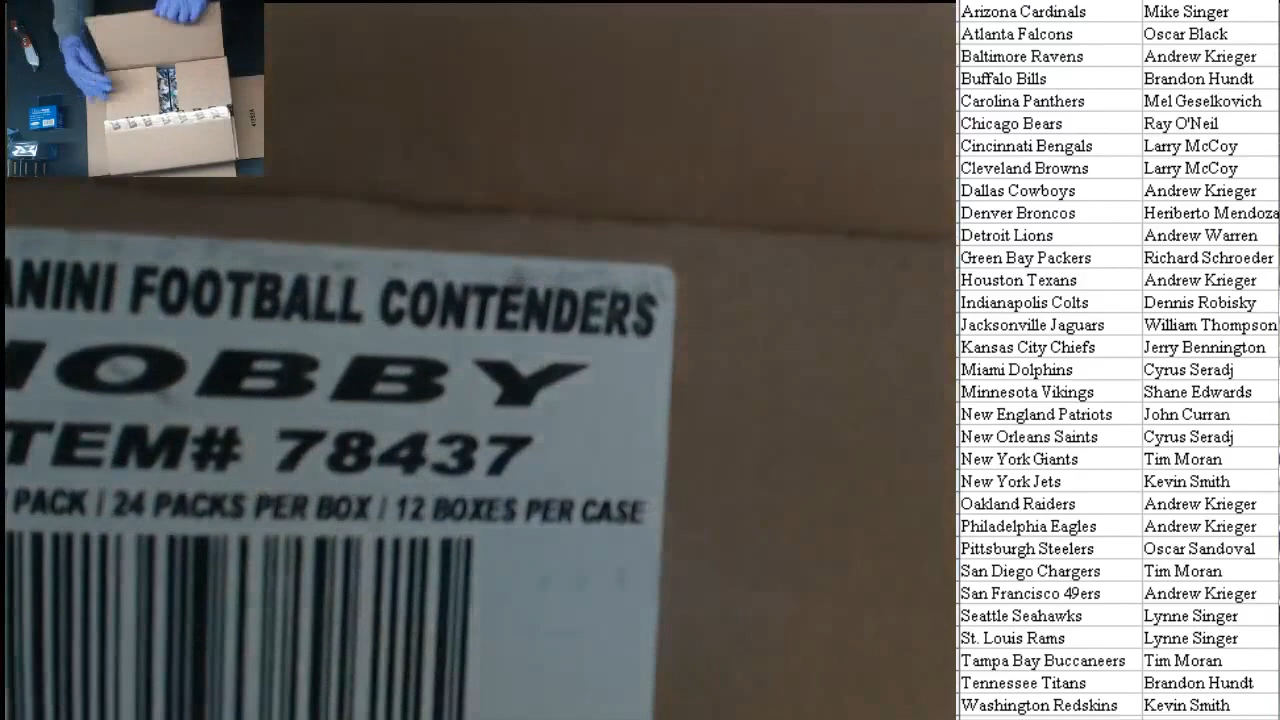 ANINI FOOTBALL CONTENDERS
HOBBY
ITEM# 78437
PACK / 24 PACKS PER BOX / 12 BOXES PER CASE
Arizona Cardinals Mike Singer
Atlanta Falcons Oscar Black
Baltimore Ravens Andrew Krieger
Buffalo Bills Brandon Hundt
Carolina Panthers Mel Geselkovich
Chicago Bears Ray O'Neil
Cincinnati Bengals Larry McCoy
Cleveland Browns Larry McCoy
Dallas Cowboys Andrew Krieger
Denver Broncos Heriberto Mendoza
Detroit Lions Andrew Warren
Green Bay Packers Richard Schroeder
Houston Texans Andrew Krieger
Indianapolis Colts Dennis Robisky
Jacksonville Jaguars William Thompson
Kansas City Chiefs Jerry Bennington
Miami Dolphins Cyrus Seradj
Minnesota Vikings Shane Edwards
New England Patriots John Curran
New Orleans Saints Cyrus Seradj
New York Giants Tim Moran
New York Jets Kevin Smith
Oakland Raiders Andrew Krieger
Philadelphia Eagles Andrew Krieger
Pittsburgh Steelers Oscar Sandoval
San Diego Chargers Tim Moran
San Francisco 49ers Andrew Krieger
Seattle Seahawks Lynne Singer
St. Louis Rams Lynne Singer
Tampa Bay Buccaneers Tim Moran
Tennessee Titans Brandon Hundt
Washington Redskins Kevin Smith